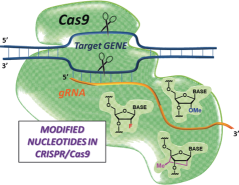 Cas9
5’
Target GENE
3’
5’
gRNA
BASE
OMe
BASE
F
BASE
Me
3’
MODIFIED
NUCLEOTIDES IN
CRISPR/Cas9